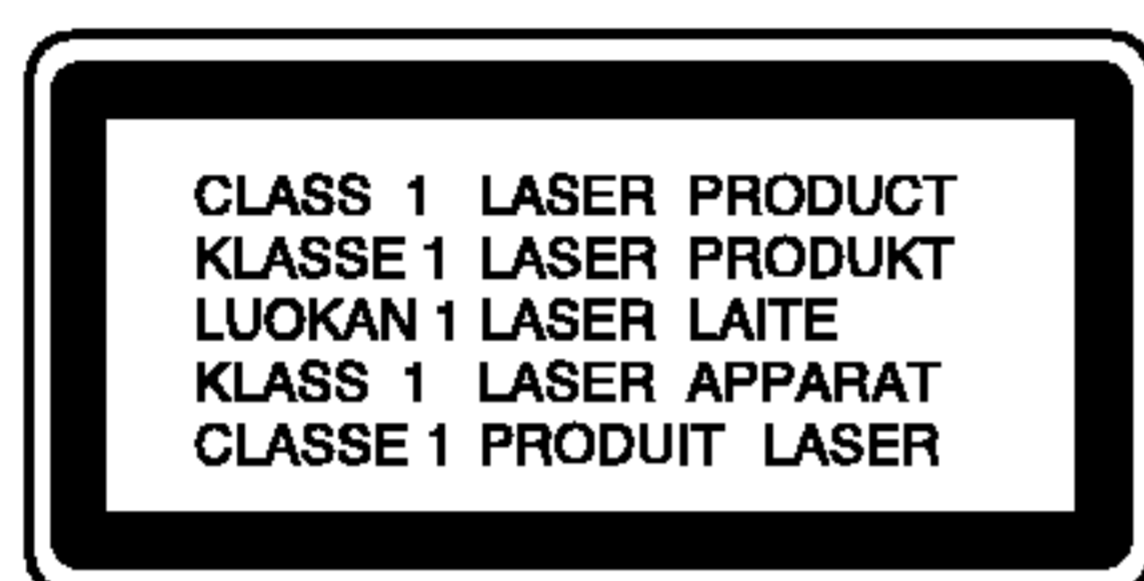 CLASS 1 LASER PRODUCT
KLASSE 1 LASER PRODUKT
LUOKAN 1 LASER LAITE
KLASS 1 LASER APPARAT
CLASSE 1 PRODUIT LASER